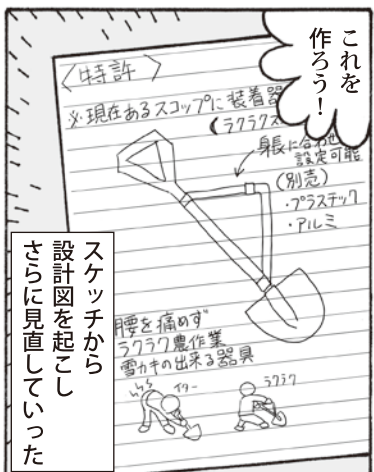 これを
作ろう！
〈特許〉
※現在あるスコップに装着器
(ラクラクス
身長に合わせ
設定可能
(別売)
・プラスチック
・アルミ
腰を痛めず
ラクラク農作業
雪カキの出来る器具
イター
ラクラク
スケッチから
設計図を起こし
さらに見直していった